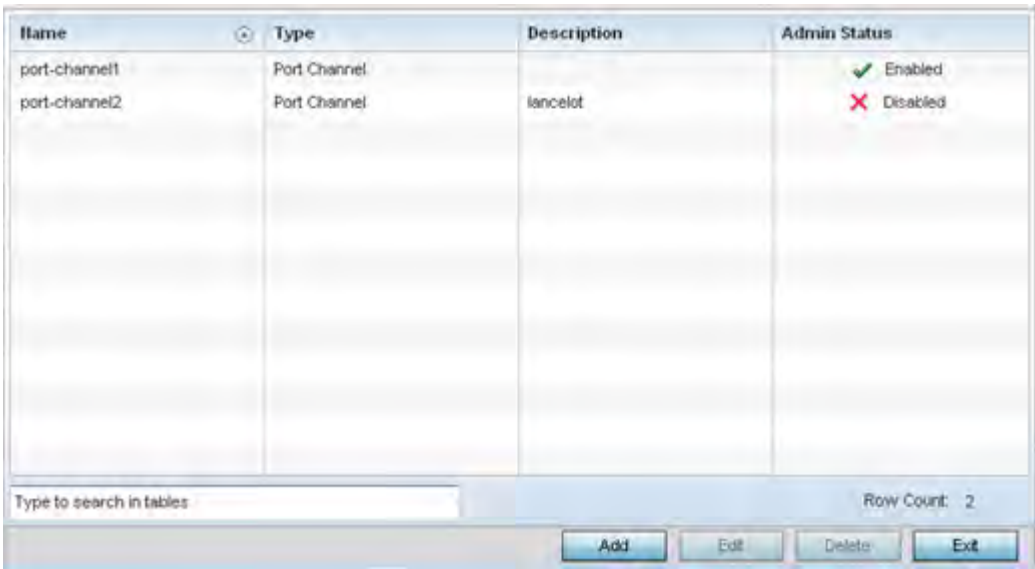 Name Type Description Admin Status
port-channel1 Port Channel Enabled
port-channel2 Port Channel lancelot Disabled
Type to search in tables Row Count: 2
Add Edit Delete Exit